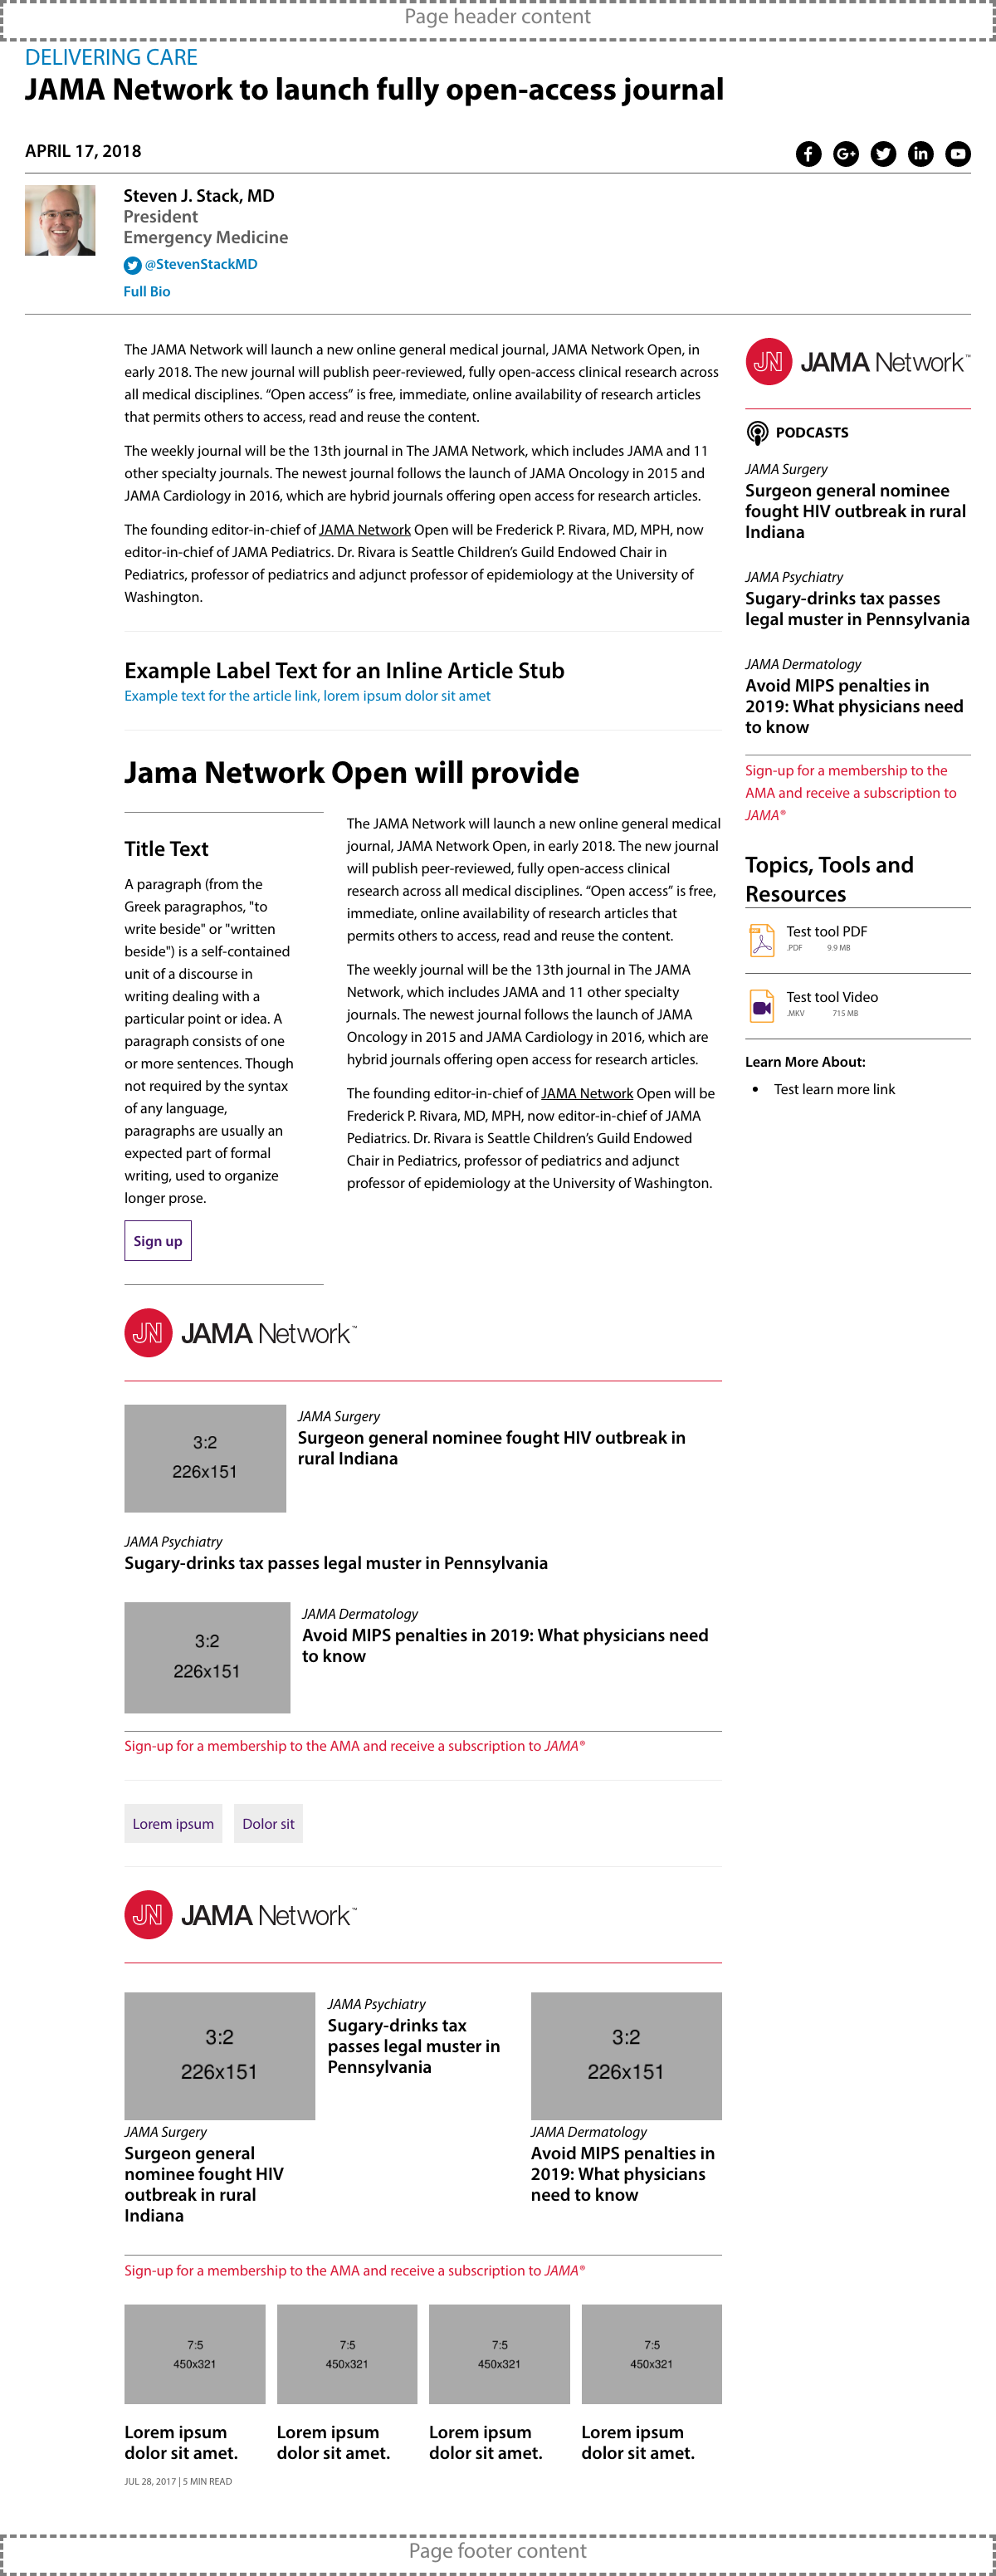 Page header content
DELIVERING CARE
JAMA Network to launch fully open-access journal
APRIL 17, 2018
Steven J. Stack, MD
President
Emergency Medicine
@StevenStackMD
Full Bio
The JAMA Network will launch a new online general medical journal, JAMA Network Open, in
early 2018. The new journal will publish peer-reviewed, fully open-access clinical research across
all medical disciplines. “Open access” is free, immediate, online availability of research articles
that permits others to access, read and reuse the content.
The weekly journal will be the 13th journal in The JAMA Network, which includes JAMA and 11
other specialty journals. The newest journal follows the launch of JAMA Oncology in 2015 and
JAMA Cardiology in 2016, which are hybrid journals offering open access for research articles.
The founding editor-in-chief of JAMA Network Open will be Frederick P. Rivara, MD, MPH, now
editor-in-chief of JAMA Pediatrics. Dr. Rivara is Seattle Children’s Guild Endowed Chair in
Pediatrics, professor of pediatrics and adjunct professor of epidemiology at the University of
Washington.
Example Label Text for an Inline Article Stub
Example text for the article link, lorem ipsum dolor sit amet
Jama Network Open will provide
Title Text
A paragraph (from the
Greek paragraphos, "to
write beside" or "written
beside") is a self-contained
unit of a discourse in
writing dealing with a
particular point or idea. A
paragraph consists of one
or more sentences. Though
not required by the syntax
of any language,
paragraphs are usually an
expected part of formal
writing, used to organize
longer prose.
Sign up
The JAMA Network will launch a new online general medical
journal, JAMA Network Open, in early 2018. The new journal
will publish peer-reviewed, fully open-access clinical
research across all medical disciplines. “Open access” is free,
immediate, online availability of research articles that
permits others to access, read and reuse the content.
The weekly journal will be the 13th journal in The JAMA
Network, which includes JAMA and 11 other specialty
journals. The newest journal follows the launch of JAMA
Oncology in 2015 and JAMA Cardiology in 2016, which are
hybrid journals offering open access for research articles.
The founding editor-in-chief of JAMA Network Open will be
Frederick P. Rivara, MD, MPH, now editor-in-chief of JAMA
Pediatrics. Dr. Rivara is Seattle Children’s Guild Endowed
Chair in Pediatrics, professor of pediatrics and adjunct
professor of epidemiology at the University of Washington.
JN JAMA Network™
3:2
226x151
JAMA Surgery
Surgeon general nominee fought HIV outbreak in
rural Indiana
JAMA Psychiatry
Sugary-drinks tax passes legal muster in Pennsylvania
3:2
226x151
JAMA Dermatology
Avoid MIPS penalties in 2019: What physicians need
to know
Sign-up for a membership to the AMA and receive a subscription to JAMA®
Lorem ipsum
Dolor sit
JN JAMA Network™
3:2
226x151
JAMA Surgery
Surgeon general
nominee fought HIV
outbreak in rural
Indiana
JAMA Psychiatry
Sugary-drinks tax
passes legal muster in
Pennsylvania
3:2
226x151
JAMA Dermatology
Avoid MIPS penalties in
2019: What physicians
need to know
Sign-up for a membership to the AMA and receive a subscription to JAMA®
7:5
450x321
Lorem ipsum
dolor sit amet.
JUL 28, 2017 | 5 MIN READ
7:5
450x321
Lorem ipsum
dolor sit amet.
7:5
450x321
Lorem ipsum
dolor sit amet.
7:5
450x321
Lorem ipsum
dolor sit amet.
JN JAMA Network™
PODCASTS
JAMA Surgery
Surgeon general nominee
fought HIV outbreak in rural
Indiana
JAMA Psychiatry
Sugary-drinks tax passes
legal muster in Pennsylvania
JAMA Dermatology
Avoid MIPS penalties in
2019: What physicians need
to know
Sign-up for a membership to the
AMA and receive a subscription to
JAMA®
Topics, Tools and
Resources
Test tool PDF
.PDF 9.9 MB
Test tool Video
.MKV 715 MB
Learn More About:
• Test learn more link
Page footer content